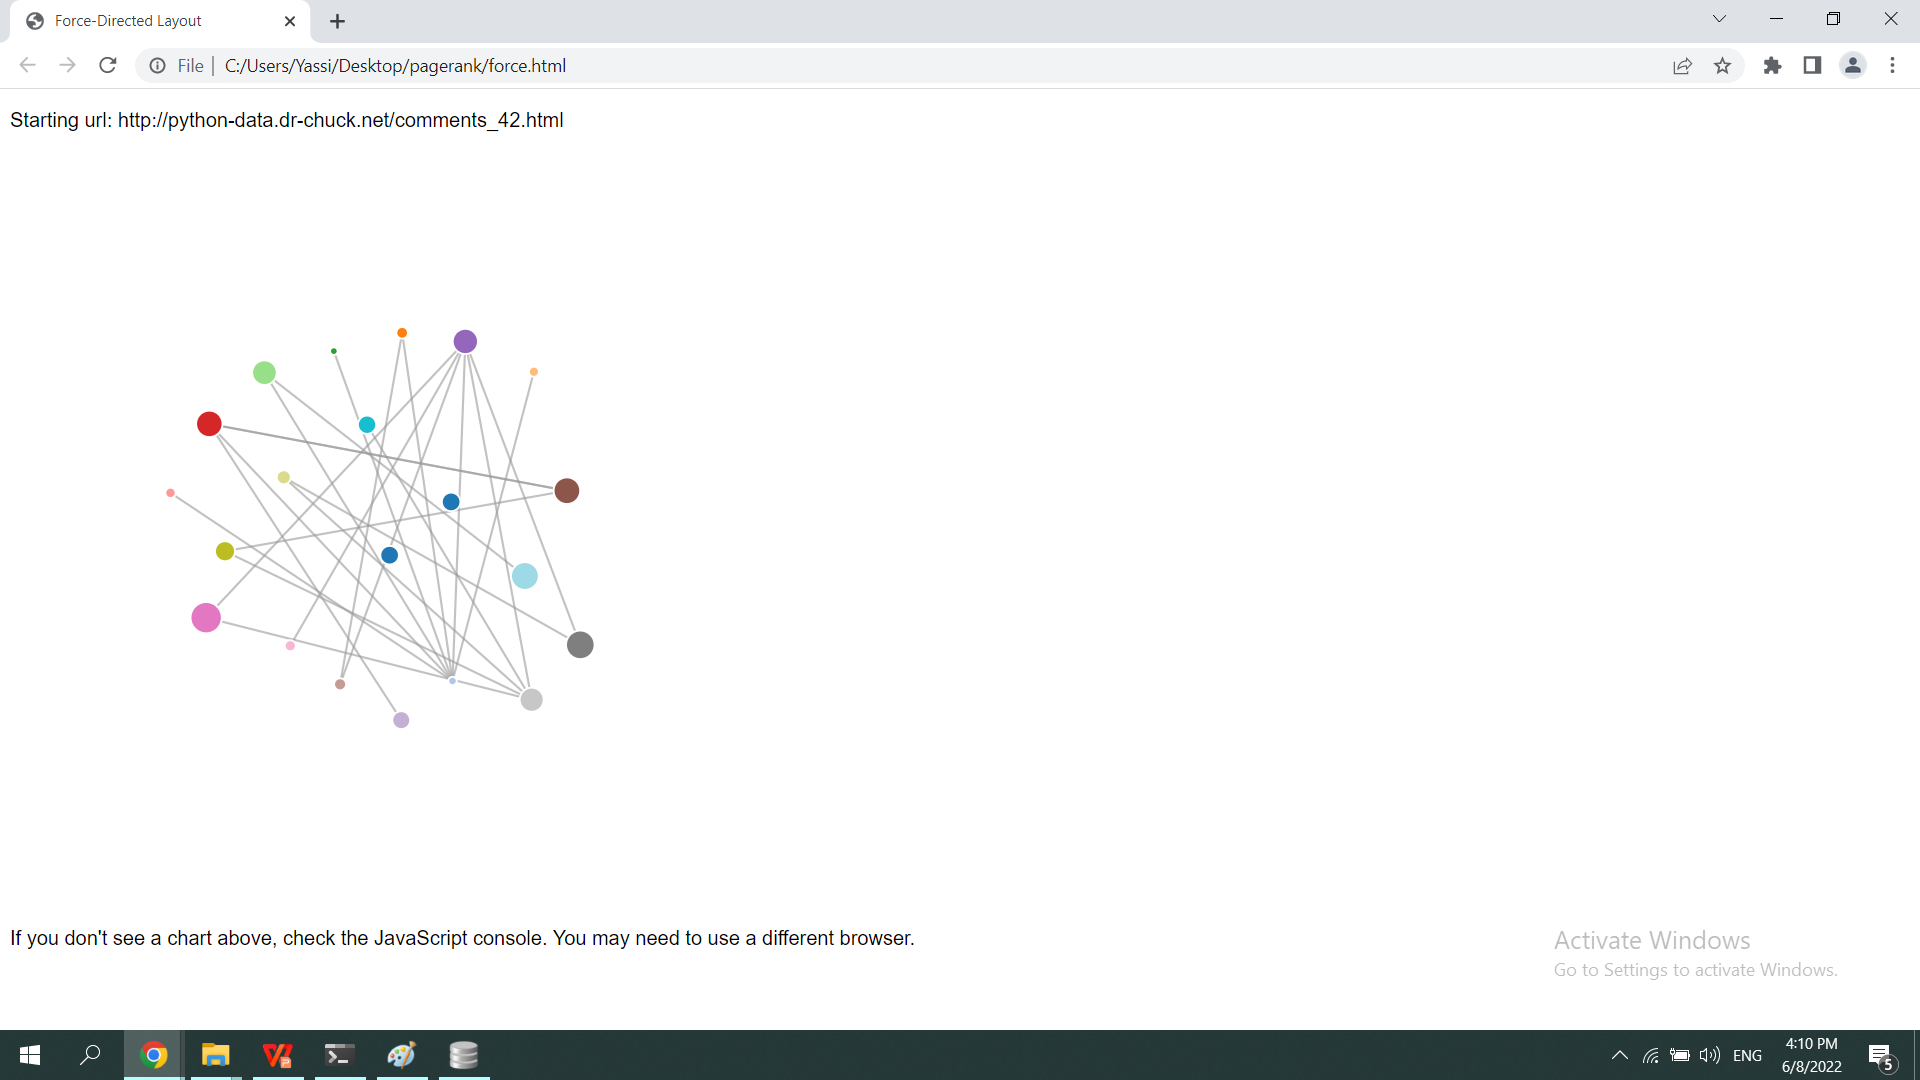 Force-Directed Layout
File | C:/Users/Yassi/Desktop/pagerank/force.html
Starting url: http://python-data.dr-chuck.net/comments_42.html
If you don't see a chart above, check the JavaScript console. You may need to use a different browser.
Activate Windows
Go to Settings to activate Windows.
ENG
4:10 PM
6/8/2022
5